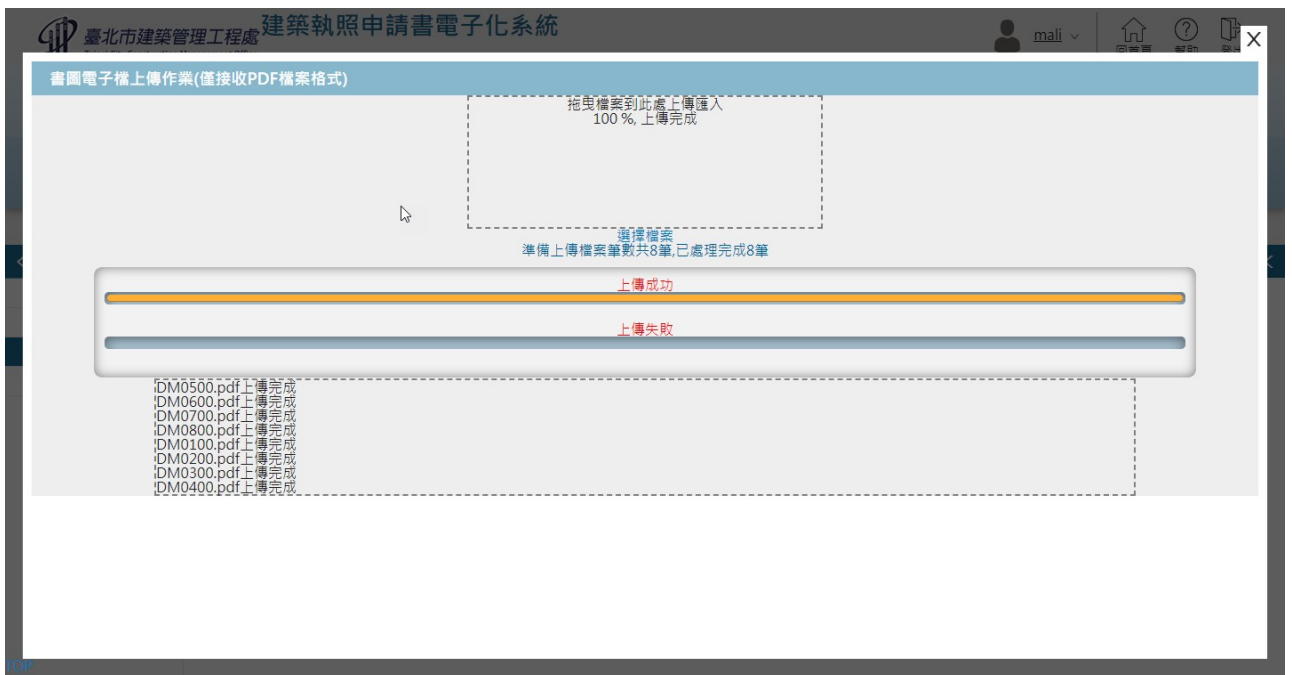 臺北市建築管理工程處建築執照申請書電子化系統
mali
回首頁 幫助
X
書圖電子檔上傳作業(僅接收PDF檔案格式)
拖曳檔案到此處上傳匯入
100 %, 上傳完成
選擇檔案
準備上傳檔案筆數共8筆,已處理完成8筆
上傳成功
上傳失敗
DM0500.pdf上傳完成
DM0600.pdf上傳完成
DM0700.pdf上傳完成
DM0800.pdf上傳完成
DM0100.pdf上傳完成
DM0200.pdf上傳完成
DM0300.pdf上傳完成
DM0400.pdf上傳完成
TOP